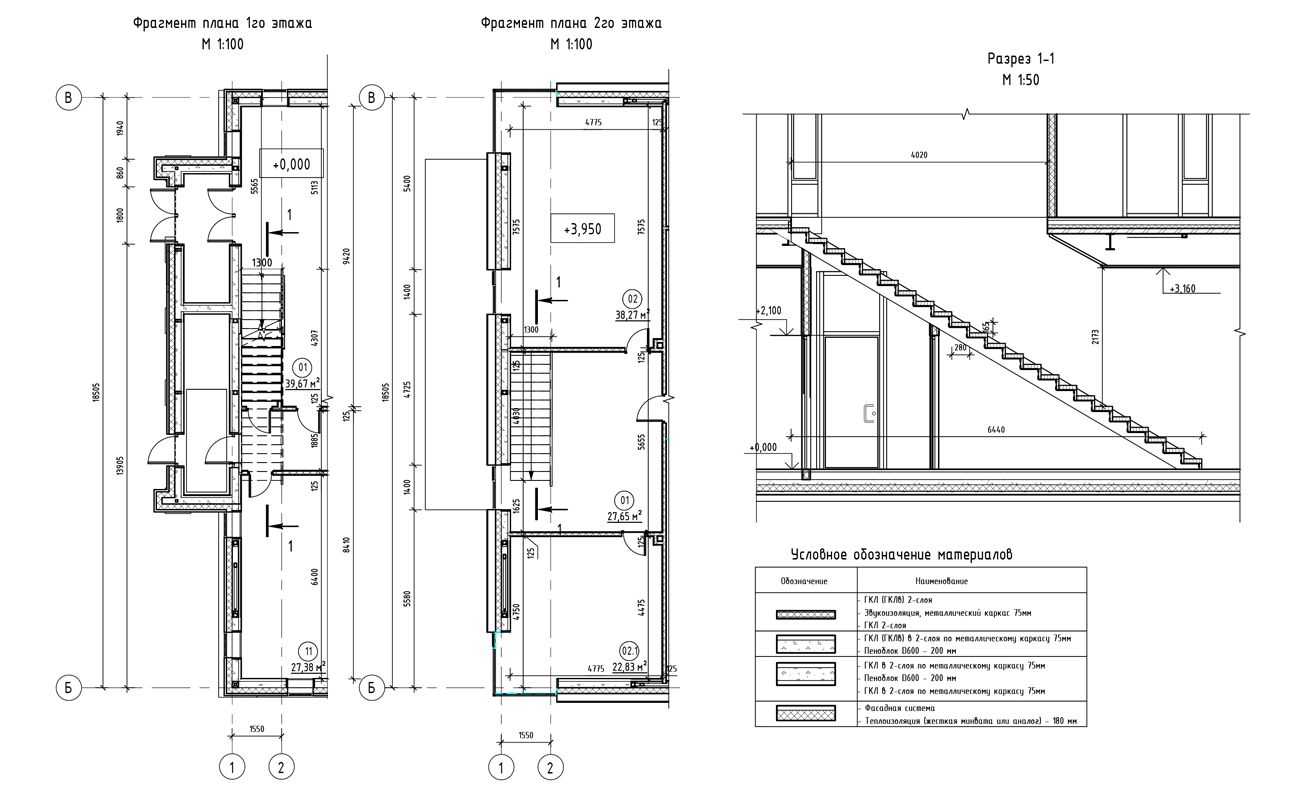 Фрагмент плана 1го этажа
М 1:100
В
1940
860
1800
18505
13905
+0,000
5565
5113
1
1300
9420
4307
01
39,67 м²
125
125
1885
125
1
8410
6400
11
27,38 м²
Б
1550
1
2
Фрагмент плана 2го этажа
М 1:100
В
4775
125
5400
7575
+3,950
7575
1
1400
02
38,27 м²
1300
125
125
18505
4725
4030
5655
1400
1625
01
27,65 м²
1
125
125
5580
4750
4475
02.1
22,83 м²
4775
125
Б
1550
1
2
Разрез 1-1
М 1:50
4020
+3,160
+2,100
165
280
2173
6440
+0,000
Условное обозначение материалов
Обозначение
Наименование
- ГКЛ (ГКЛВ) 2-слоя
- Звукоизоляция, металлический каркас 75мм
- ГКЛ 2-слоя
- ГКЛ (ГКЛВ) в 2-слоя по металлическому каркасу 75мм
- Пеноблок D600 - 200 мм
- ГКЛ в 2-слоя по металлическому каркасу 75мм
- Пеноблок D600 - 200 мм
- ГКЛ в 2-слоя по металлическому каркасу 75мм
- Фасадная система
- Теплоизоляция (жесткая минвата или аналог) - 180 мм